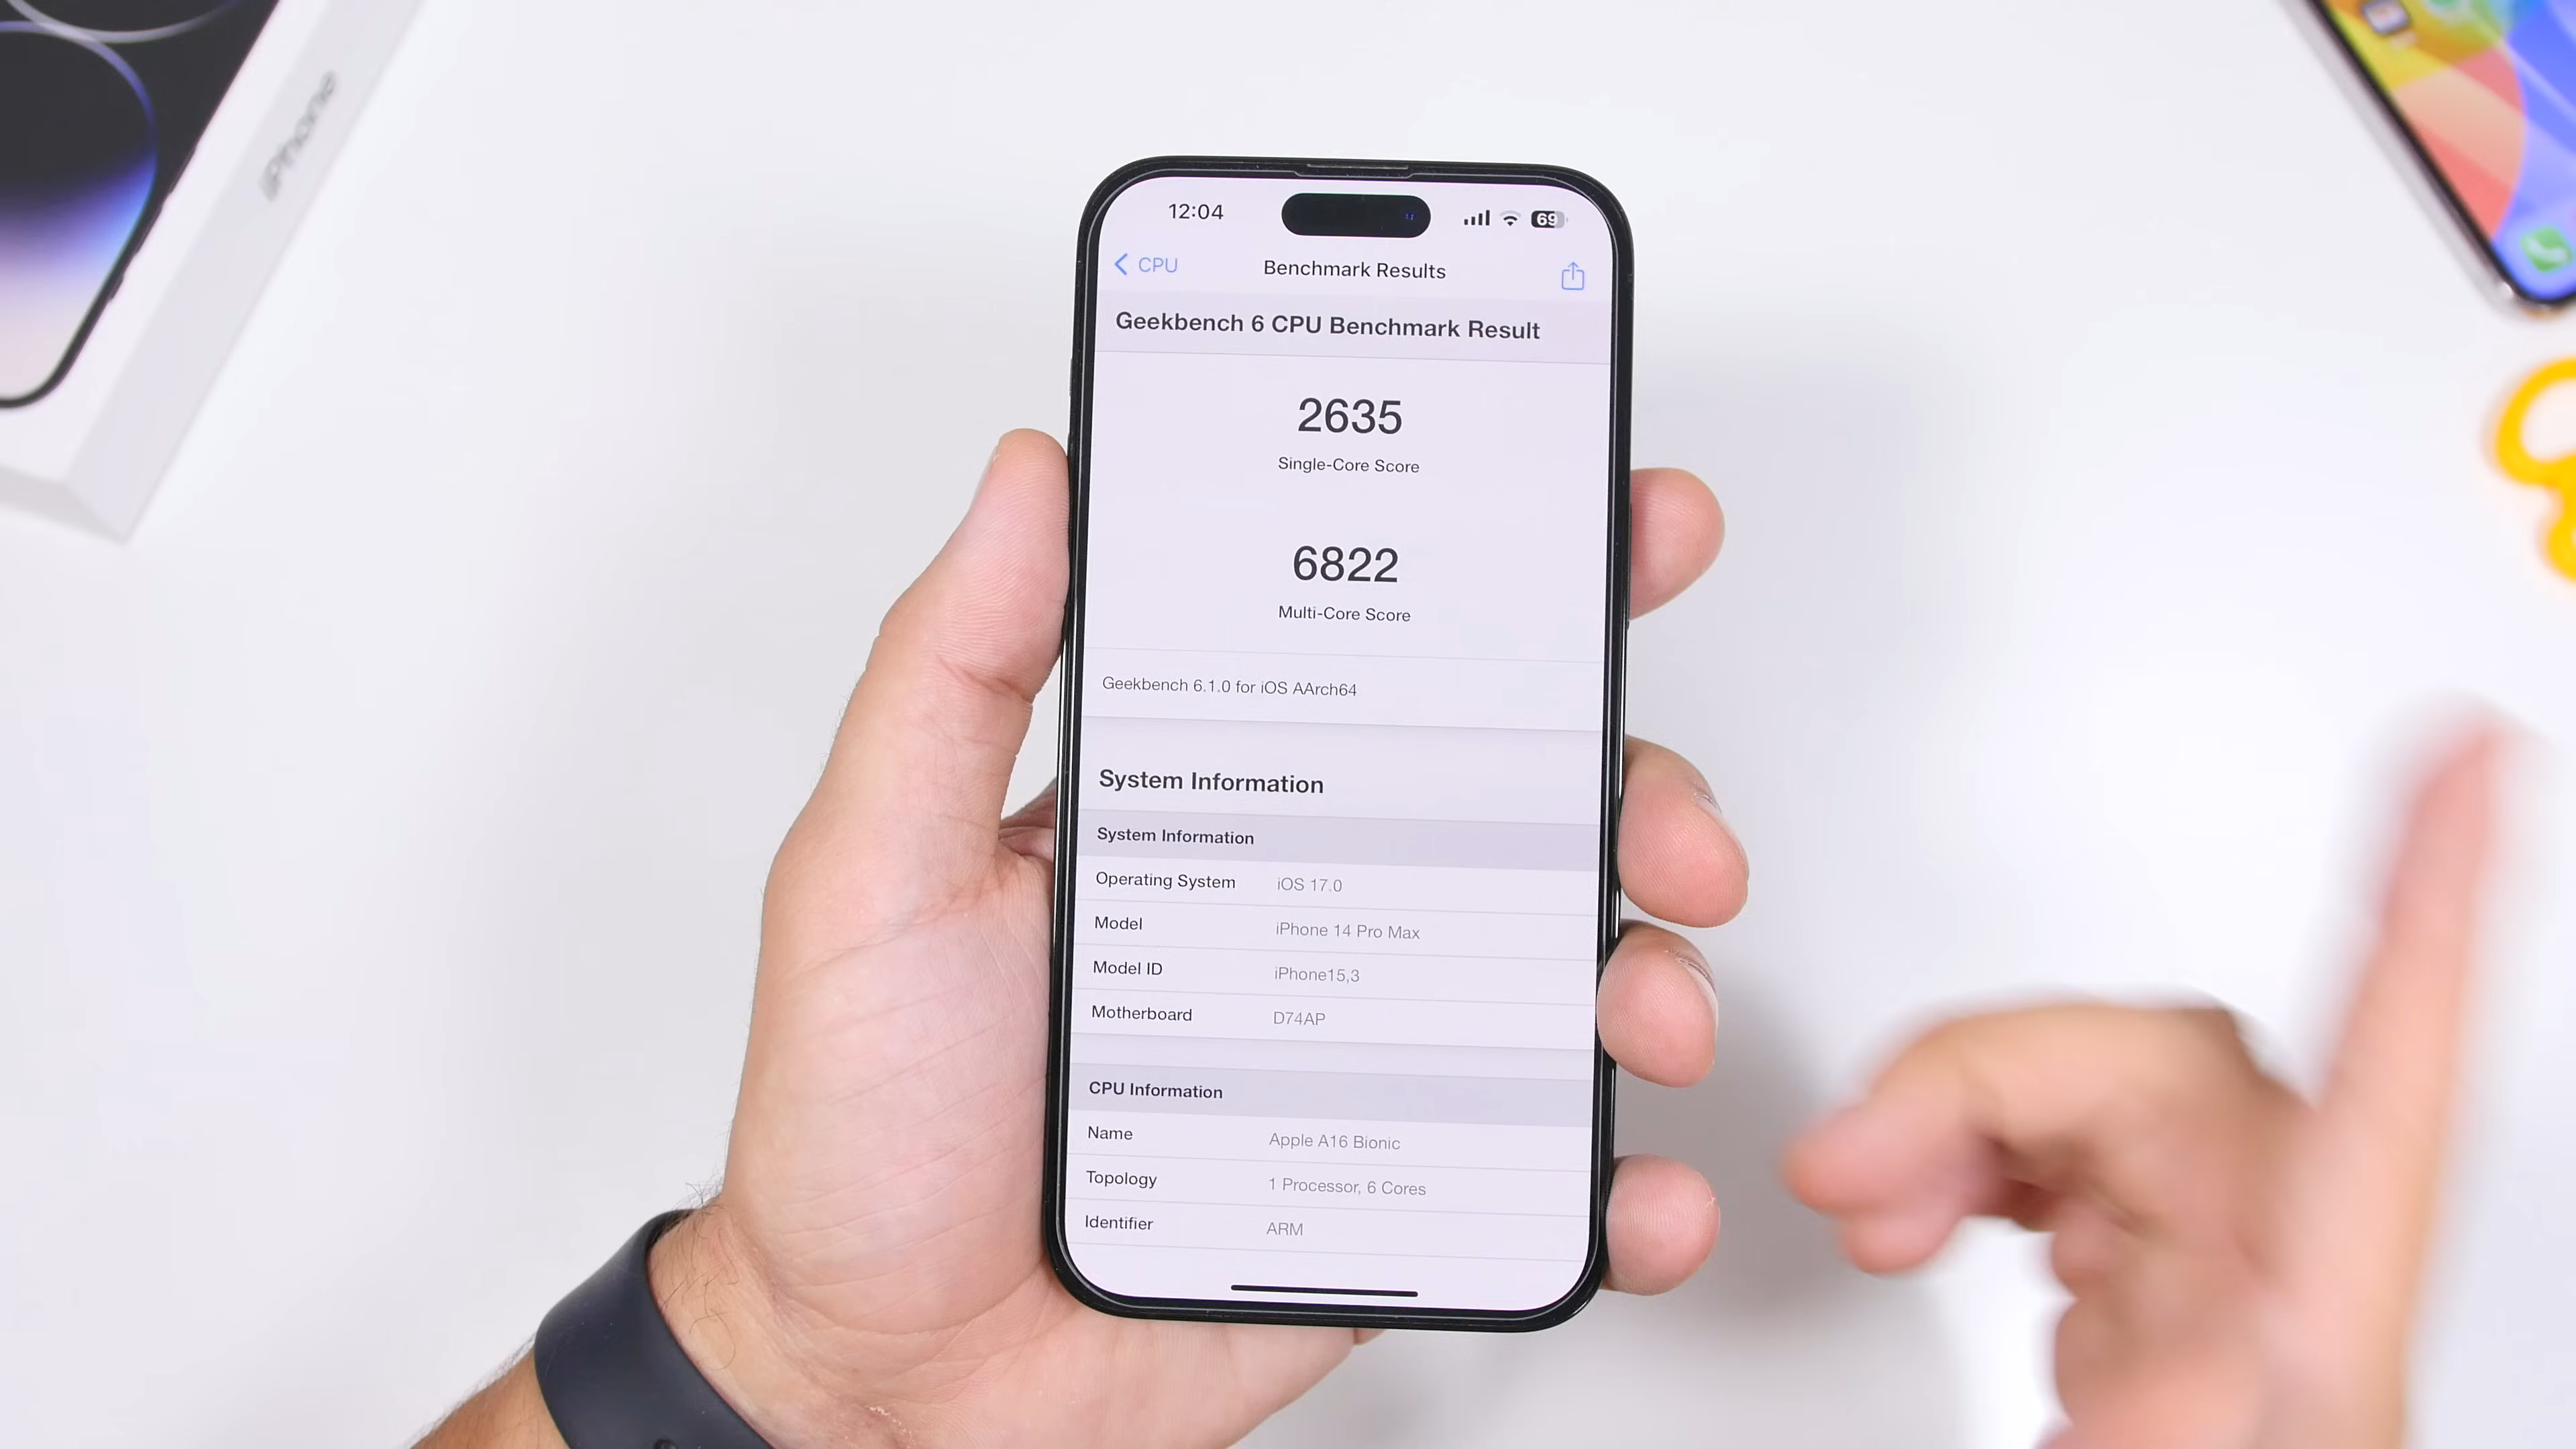 iPhone
12:04
69
CPU
Benchmark Results
Geekbench 6 CPU Benchmark Result
2635
Single-Core Score
6822
Multi-Core Score
Geekbench 6.1.0 for iOS AArch64
System Information
System Information
Operating System iOS 17.0
Model iPhone 14 Pro Max
Model ID iPhone15,3
Motherboard D74AP
CPU Information
Name Apple A16 Bionic
Topology 1 Processor, 6 Cores
Identifier ARM